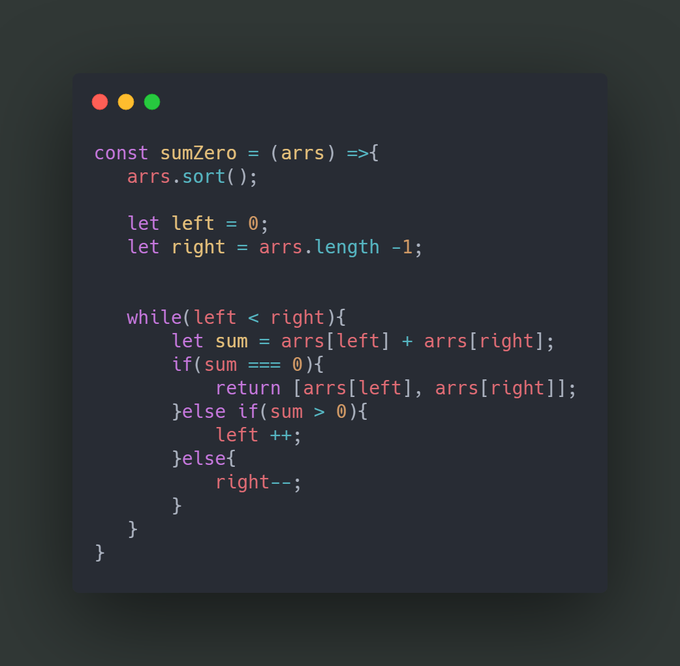 const sumZero = (arrs) =>{
   arrs.sort();
   let left = 0;
   let right = arrs.length -1;
   while(left < right){
       let sum = arrs[left] + arrs[right];
       if(sum === 0){
           return [arrs[left], arrs[right]];
       }else if(sum > 0){
           left ++;
       }else{
           right--;
       }
   }
}